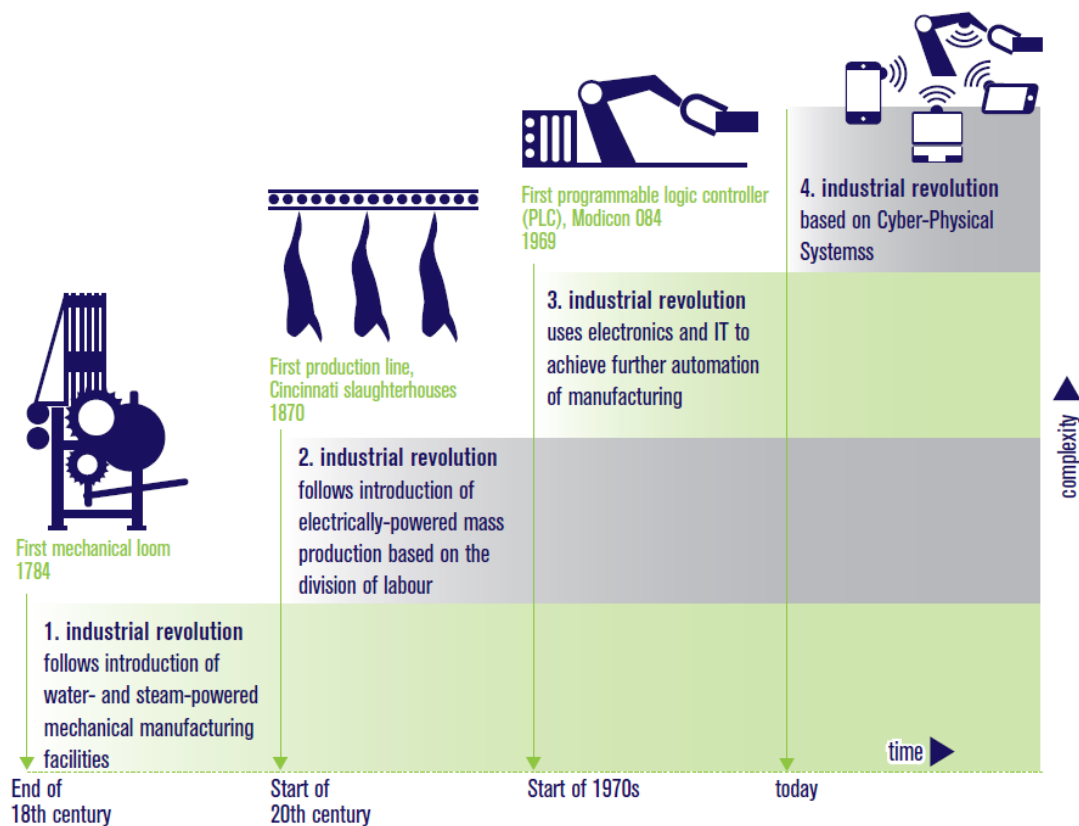 First mechanical loom
1784
1. industrial revolution
follows introduction of
water- and steam-powered
mechanical manufacturing
facilities
End of
18th century
First production line,
Cincinnati slaughterhouses
1870
2. industrial revolution
follows introduction of
electrically-powered mass
production based on the
division of labour
Start of
20th century
First programmable logic controller
(PLC), Modicon 084
1969
3. industrial revolution
uses electronics and IT to
achieve further automation
of manufacturing
Start of 1970s
4. industrial revolution
based on Cyber-Physical
Systemss
today
time
complexity